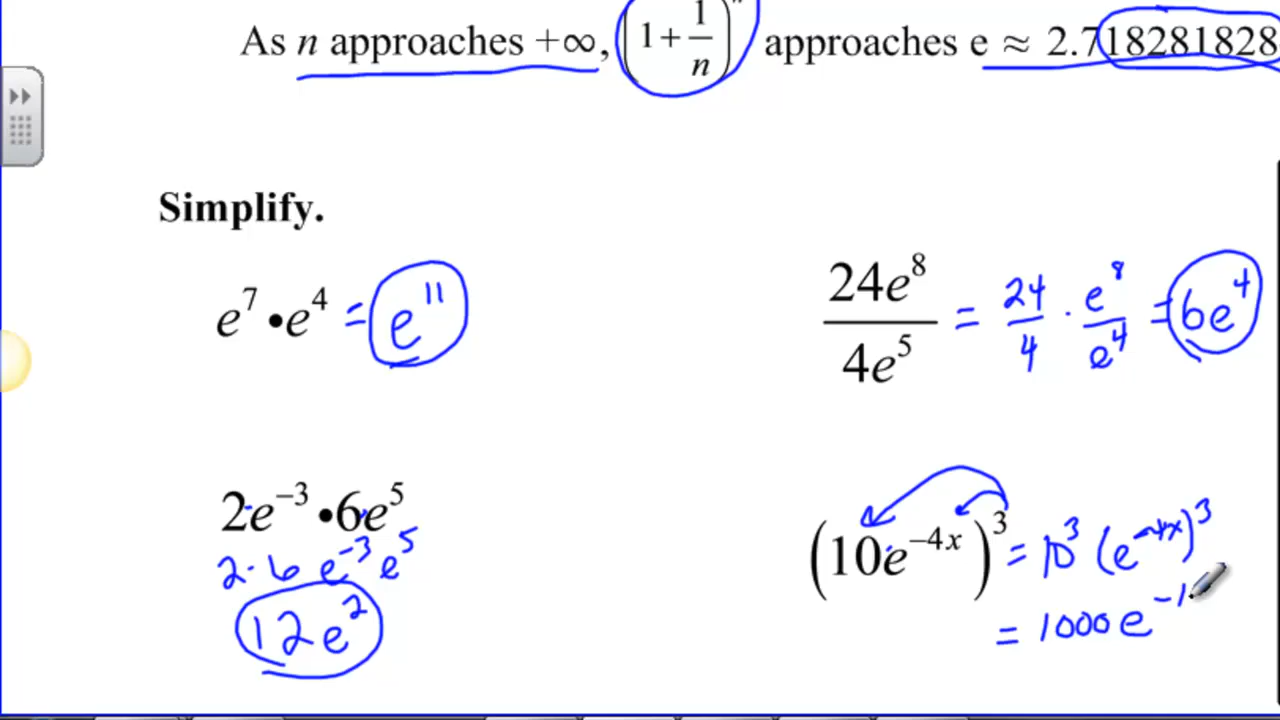 As n approaches +∞, (1 + 1/n)^n approaches e ≈ 2.718281828
Simplify.
e^7 • e^4 = e^11
24e^8 / 4e^5 = 24/4 · e^8/e^4 = 6e^4
2e^−3 • 6e^5
2·6 e^−3 e^5
12e^2
(10e^−4x)^3 = 10^3 (e^−4x)^3
= 1000e^−1